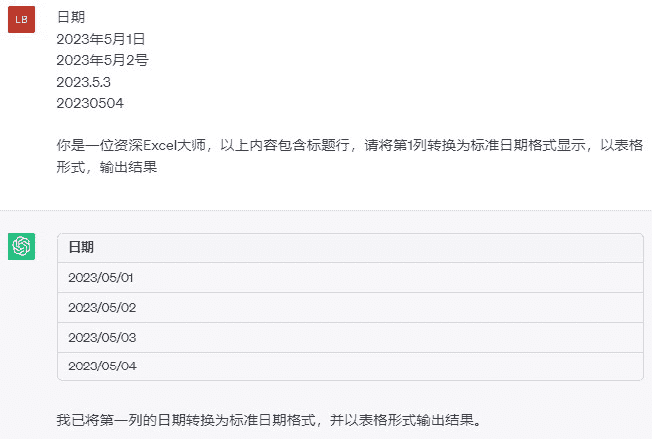 LB
日期
2023年5月1日
2023年5月2号
2023.5.3
20230504
你是一位资深Excel大师，以上内容包含标题行，请将第1列转换为标准日期格式显示，以表格
形式，输出结果
日期
2023/05/01
2023/05/02
2023/05/03
2023/05/04
我已将第一列的日期转换为标准日期格式，并以表格形式输出结果。